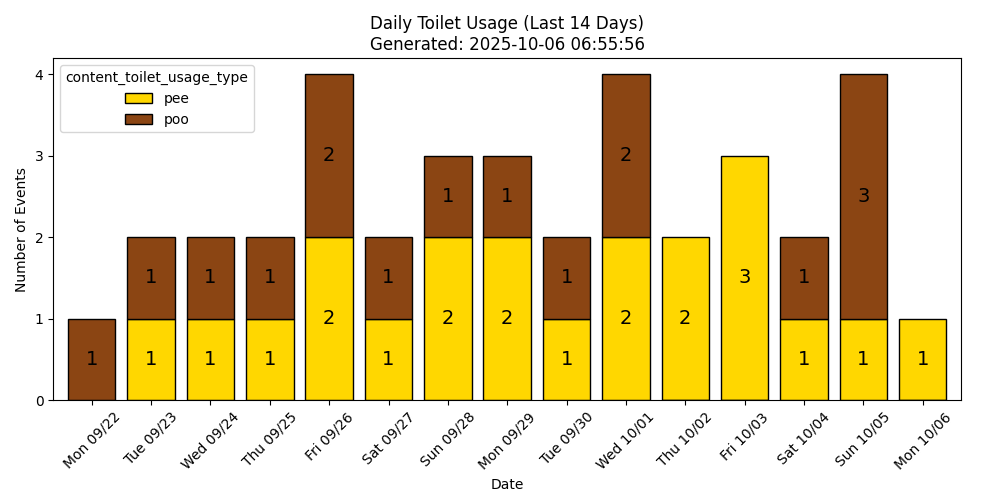 Daily Toilet Usage (Last 14 Days)
Generated: 2025-10-06 06:55:56
Number of Events
4
3
2
1
0
content_toilet_usage_type
pee
poo
1
1
1
1
1
1
1
2
2
1
1
1
2
1
2
1
1
2
2
2
3
1
1
3
1
1
Mon 09/22
Tue 09/23
Wed 09/24
Thu 09/25
Fri 09/26
Sat 09/27
Sun 09/28
Mon 09/29
Tue 09/30
Wed 10/01
Thu 10/02
Fri 10/03
Sat 10/04
Sun 10/05
Mon 10/06
Date